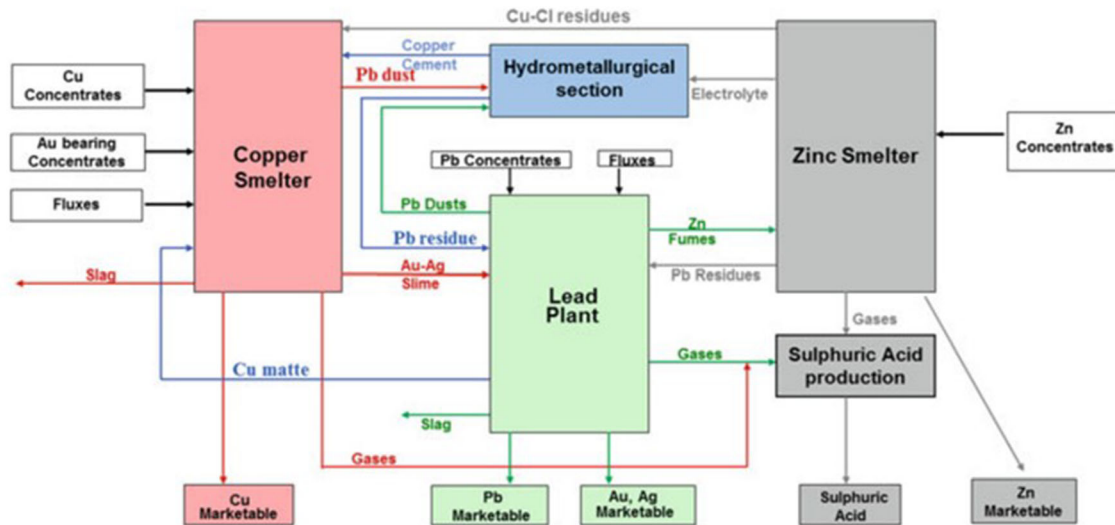 Cu-Cl residues
Copper
Cement
Pb dust
Hydrometallurgical
section
Electrolyte
Cu
Concentrates
Au bearing
Concentrates
Fluxes
Copper
Smelter
Zinc Smelter
Zn
Concentrates
Pb Concentrates
Fluxes
Pb Dusts
Pb residue
Zn
Fumes
Au-Ag
Slime
Pb Residues
Slag
Lead
Plant
Gases
Gases
Sulphuric Acid
production
Cu matte
Slag
Gases
Cu
Marketable
Pb
Marketable
Au, Ag
Marketable
Sulphuric
Acid
Zn
Marketable